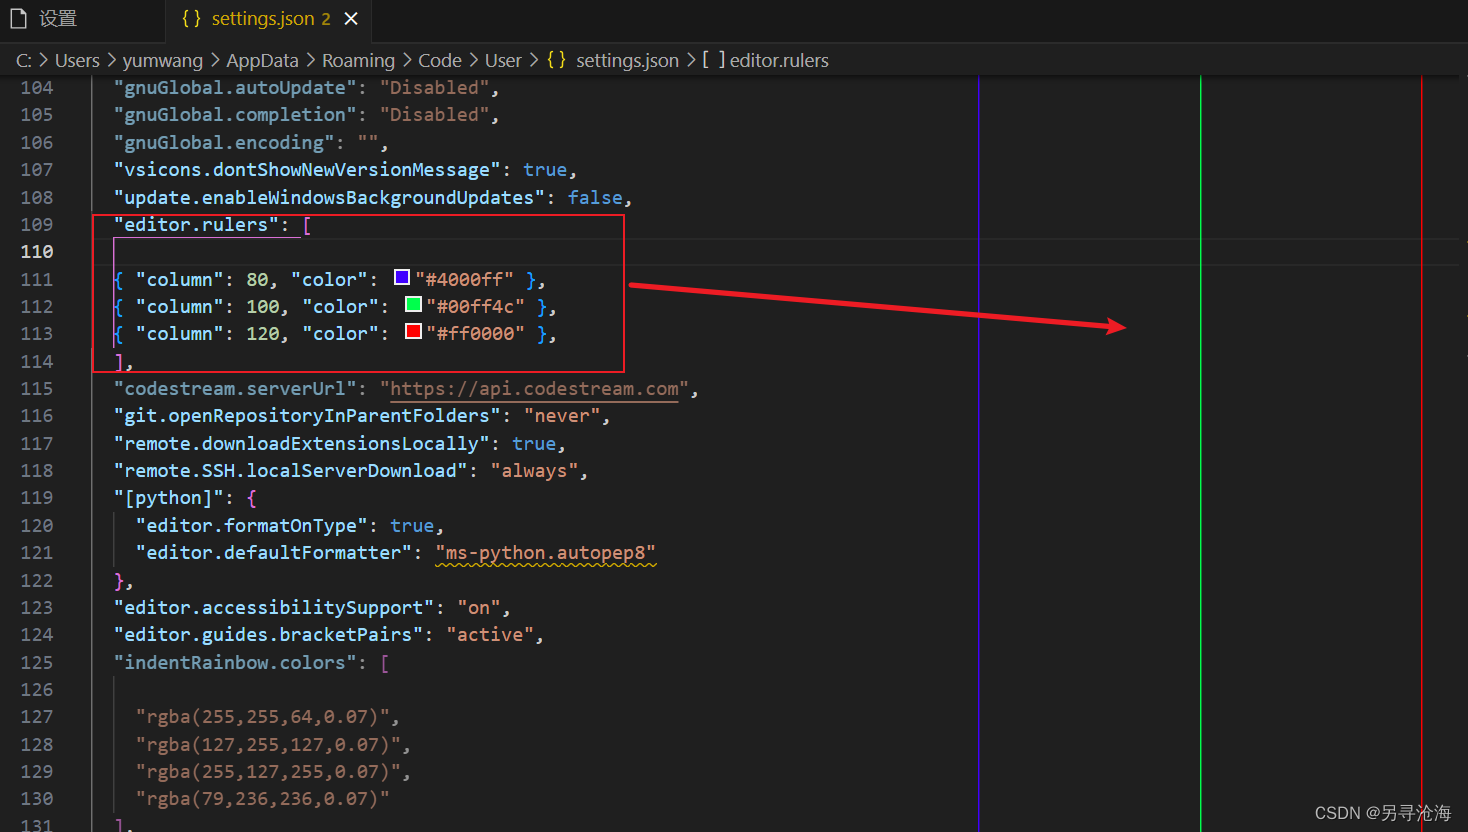 设置
{} settings.json 2 ×
C: > Users > yumwang > AppData > Roaming > Code > User > {} settings.json > [ ] editor.rulers
104 "gnuGlobal.autoUpdate": "Disabled",
105 "gnuGlobal.completion": "Disabled",
106 "gnuGlobal.encoding": "",
107 "vsicons.dontShowNewVersionMessage": true,
108 "update.enableWindowsBackgroundUpdates": false,
109 "editor.rulers": [
110
111 { "column": 80, "color": "#4000ff" },
112 { "column": 100, "color": "#00ff4c" },
113 { "column": 120, "color": "#ff0000" },
114 ],
115 "codestream.serverUrl": "https://api.codestream.com",
116 "git.openRepositoryInParentFolders": "never",
117 "remote.downloadExtensionsLocally": true,
118 "remote.SSH.localServerDownload": "always",
119 "[python]": {
120 "editor.formatOnType": true,
121 "editor.defaultFormatter": "ms-python.autopep8"
122 },
123 "editor.accessibilitySupport": "on",
124 "editor.guides.bracketPairs": "active",
125 "indentRainbow.colors": [
126
127 "rgba(255,255,64,0.07)",
128 "rgba(127,255,127,0.07)",
129 "rgba(255,127,255,0.07)",
130 "rgba(79,236,236,0.07)"
131 ],
CSDN @另寻沧海